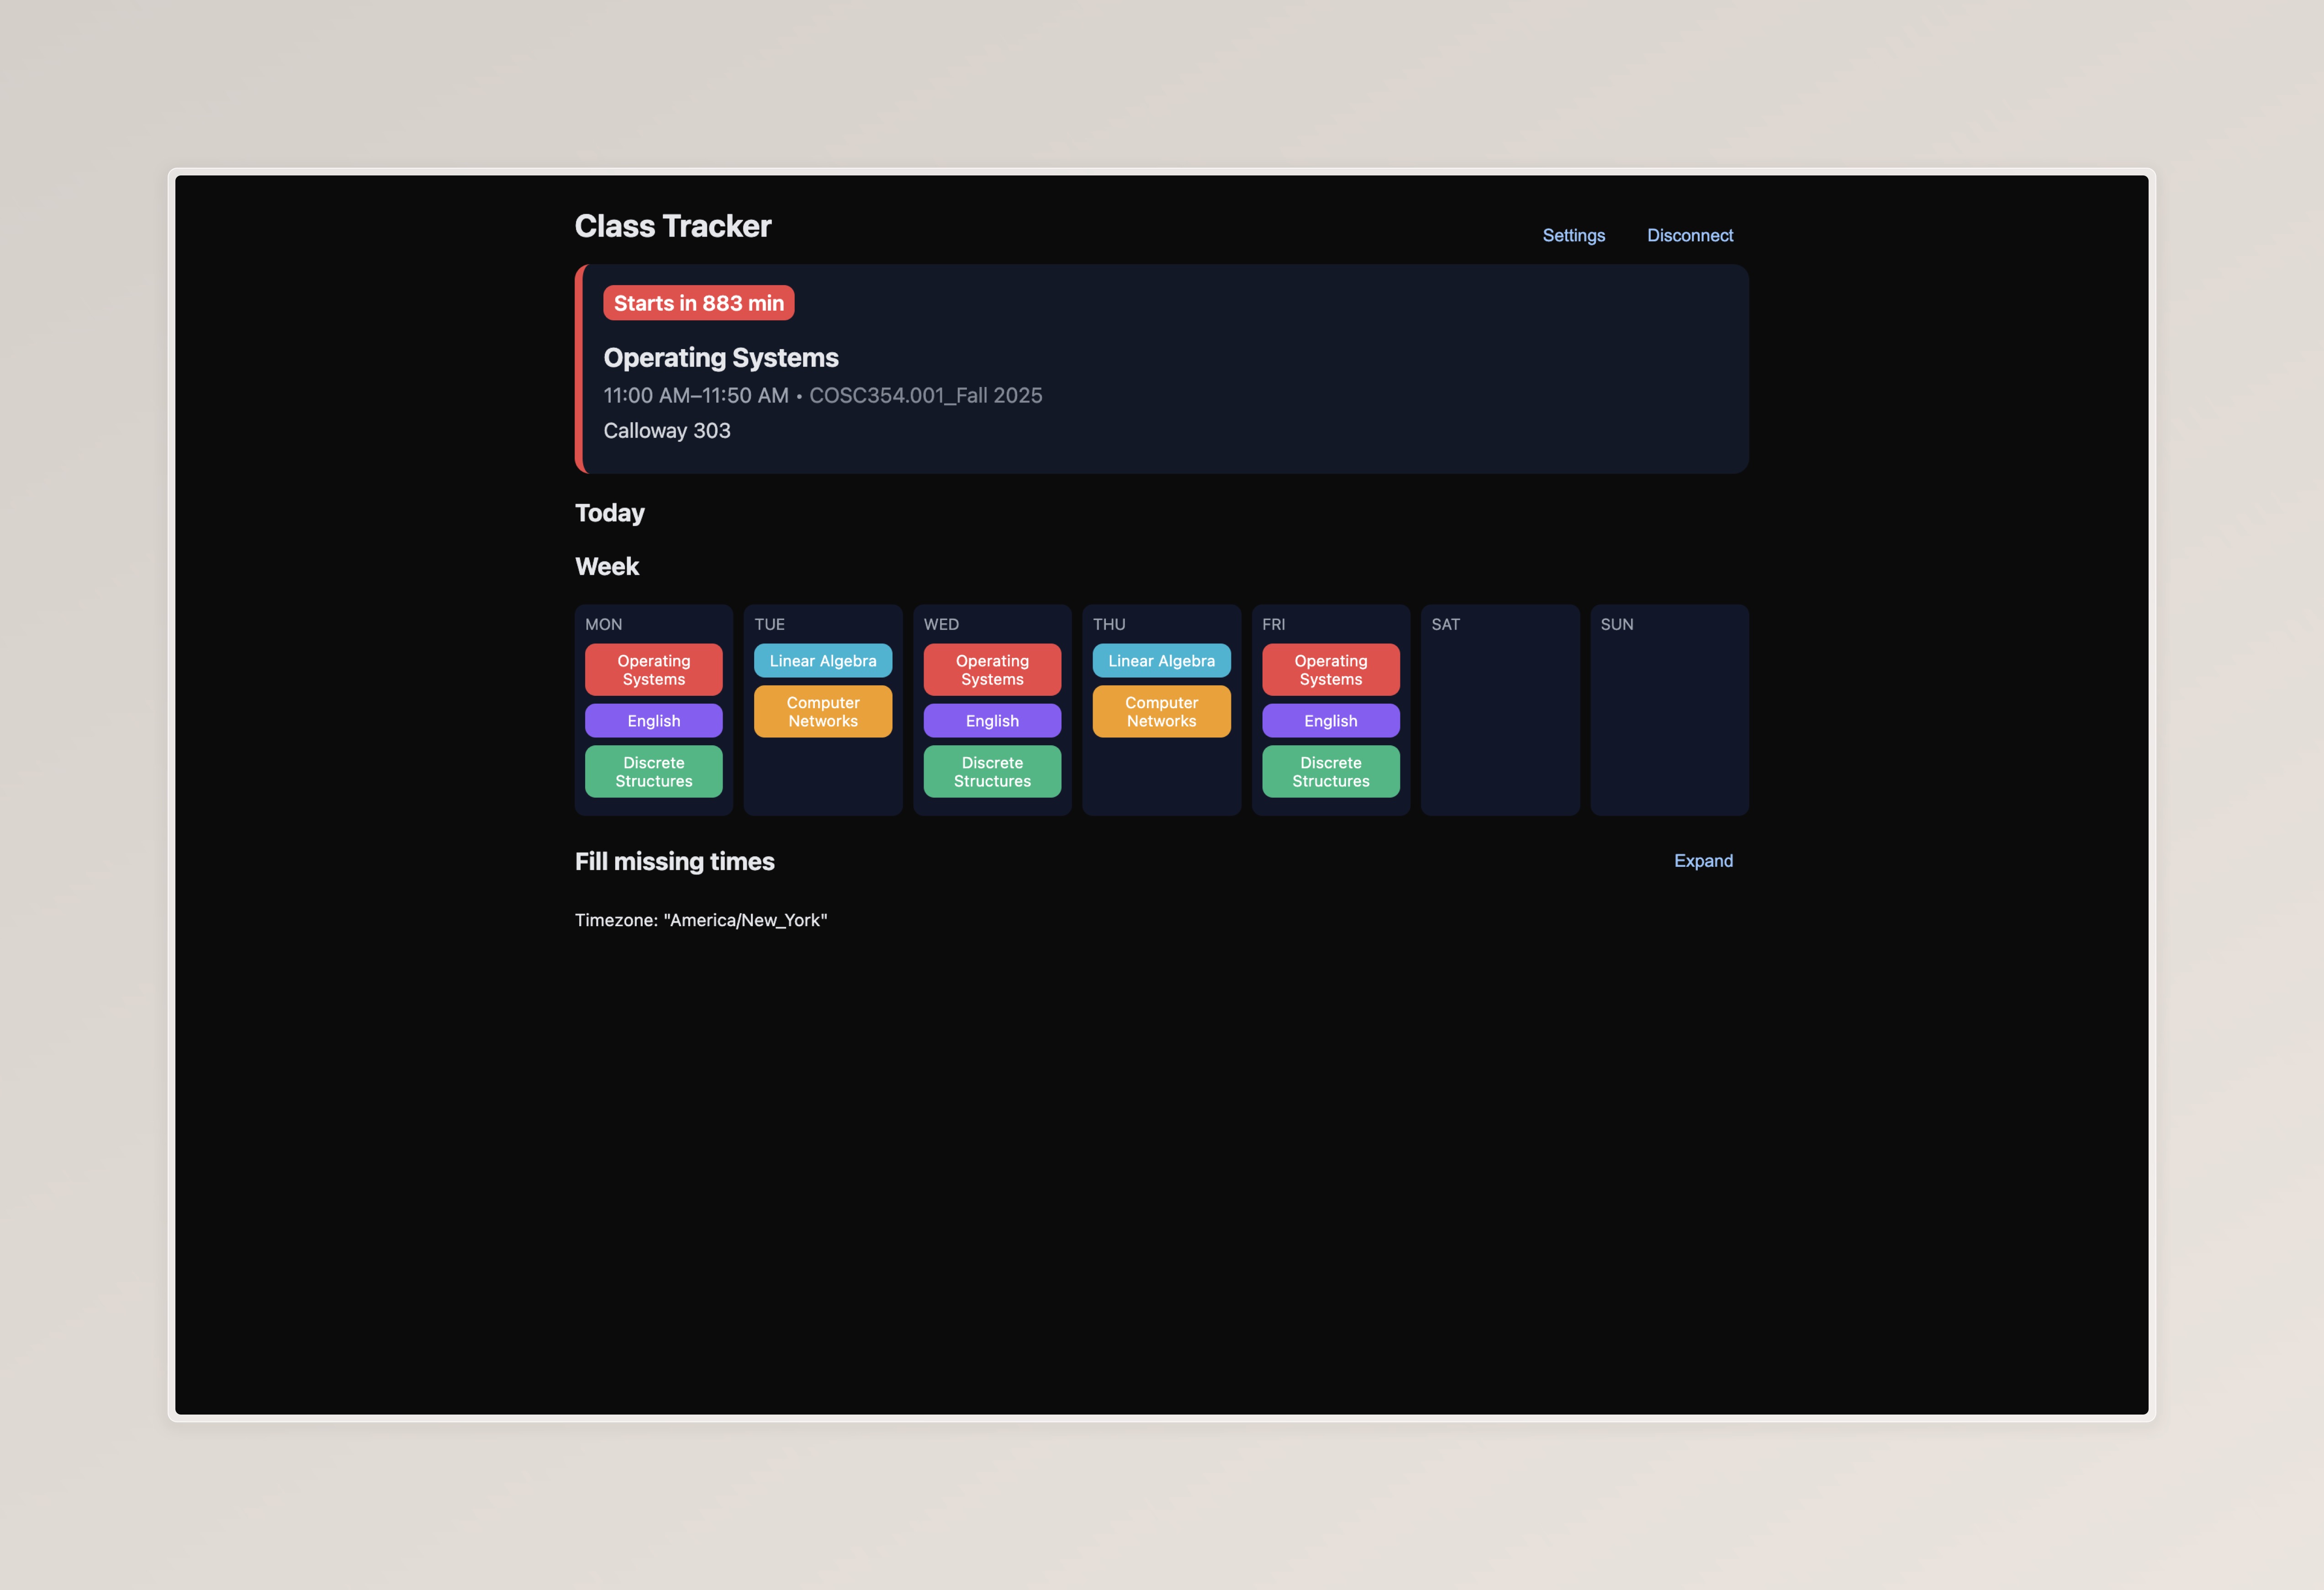 Class Tracker
Settings
Disconnect
Starts in 883 min
Operating Systems
11:00 AM–11:50 AM • COSC354.001_Fall 2025
Calloway 303
Today
Week
MON
Operating
Systems
English
Discrete
Structures
TUE
Linear Algebra
Computer
Networks
WED
Operating
Systems
English
Discrete
Structures
THU
Linear Algebra
Computer
Networks
FRI
Operating
Systems
English
Discrete
Structures
SAT
SUN
Fill missing times
Expand
Timezone: "America/New_York"